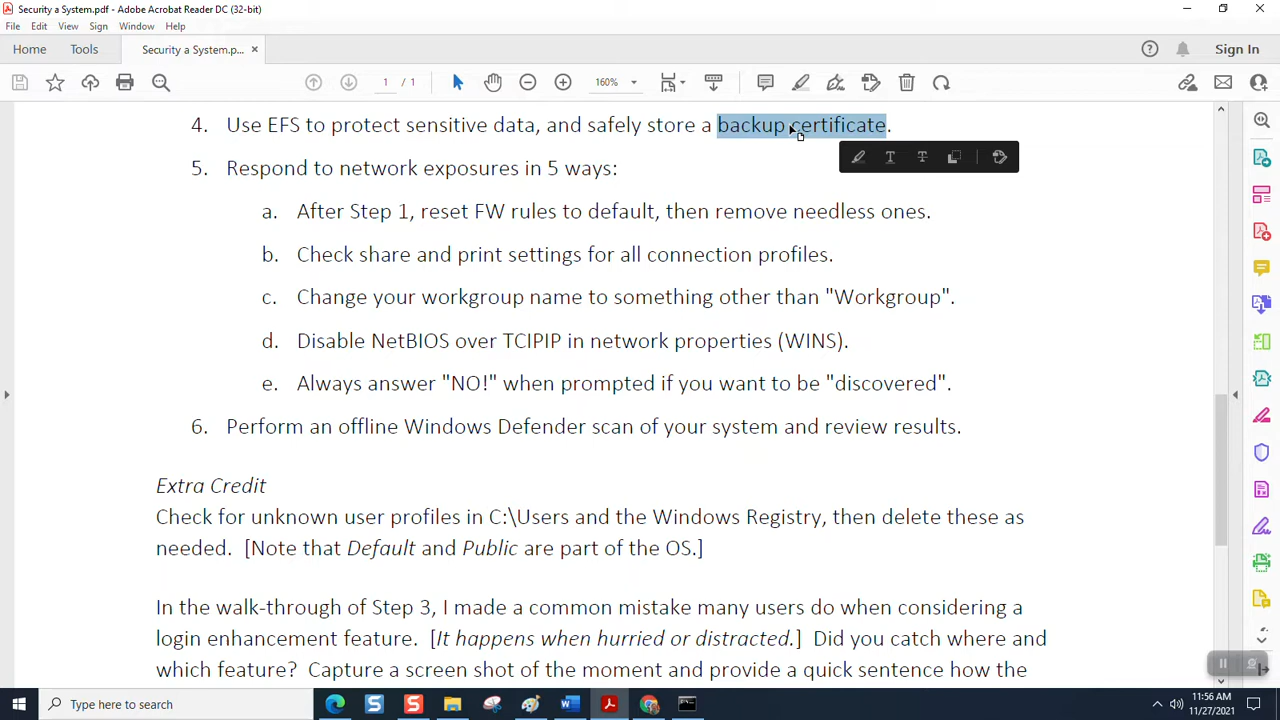 Security a System.pdf - Adobe Acrobat Reader DC (32-bit)
File Edit View Sign Window Help
Home Tools Security a System.p... × Sign In
1 / 1 160%
4. Use EFS to protect sensitive data, and safely store a backup certificate.
5. Respond to network exposures in 5 ways:
a. After Step 1, reset FW rules to default, then remove needless ones.
b. Check share and print settings for all connection profiles.
c. Change your workgroup name to something other than "Workgroup".
d. Disable NetBIOS over TCIPIP in network properties (WINS).
e. Always answer "NO!" when prompted if you want to be "discovered".
6. Perform an offline Windows Defender scan of your system and review results.
Extra Credit
Check for unknown user profiles in C:\Users and the Windows Registry, then delete these as
needed. [Note that Default and Public are part of the OS.]
In the walk-through of Step 3, I made a common mistake many users do when considering a
login enhancement feature. [It happens when hurried or distracted.] Did you catch where and
which feature? Capture a screen shot of the moment and provide a quick sentence how the
Type here to search
11:56 AM
11/27/2021